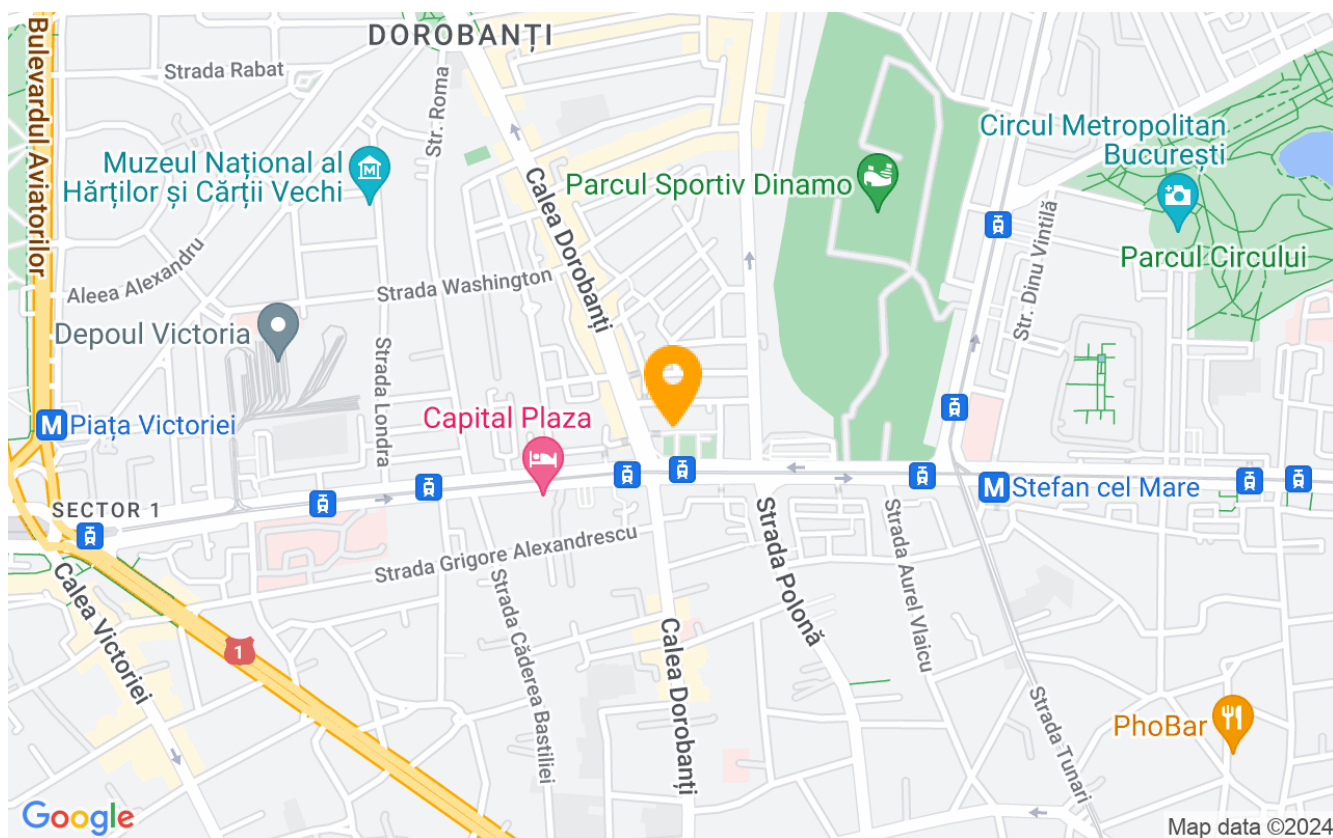 DOROBANȚI
Bulevardul Aviatorilor
Strada Rabat
Str. Roma
Circul Metropolitan
București
Muzeul Național al
Hărților și Cărții Vechi
M
Calea Dorobanți
Parcul Sportiv Dinamo
Parcul Circului
Str. Dinu Vintilă
Aleea Alexandru
Strada Washington
Depoul Victoria
Strada Londra
M Piața Victoriei
Capital Plaza
M Stefan cel Mare
SECTOR 1
Strada Grigore Alexandrescu
Strada Polonă
Strada Aurel Vlaicu
Calea Victoriei
Strada Căderea Bastiliei
Calea Dorobanți
1
Strada Tunari
PhoBar
Google
Map data ©2024